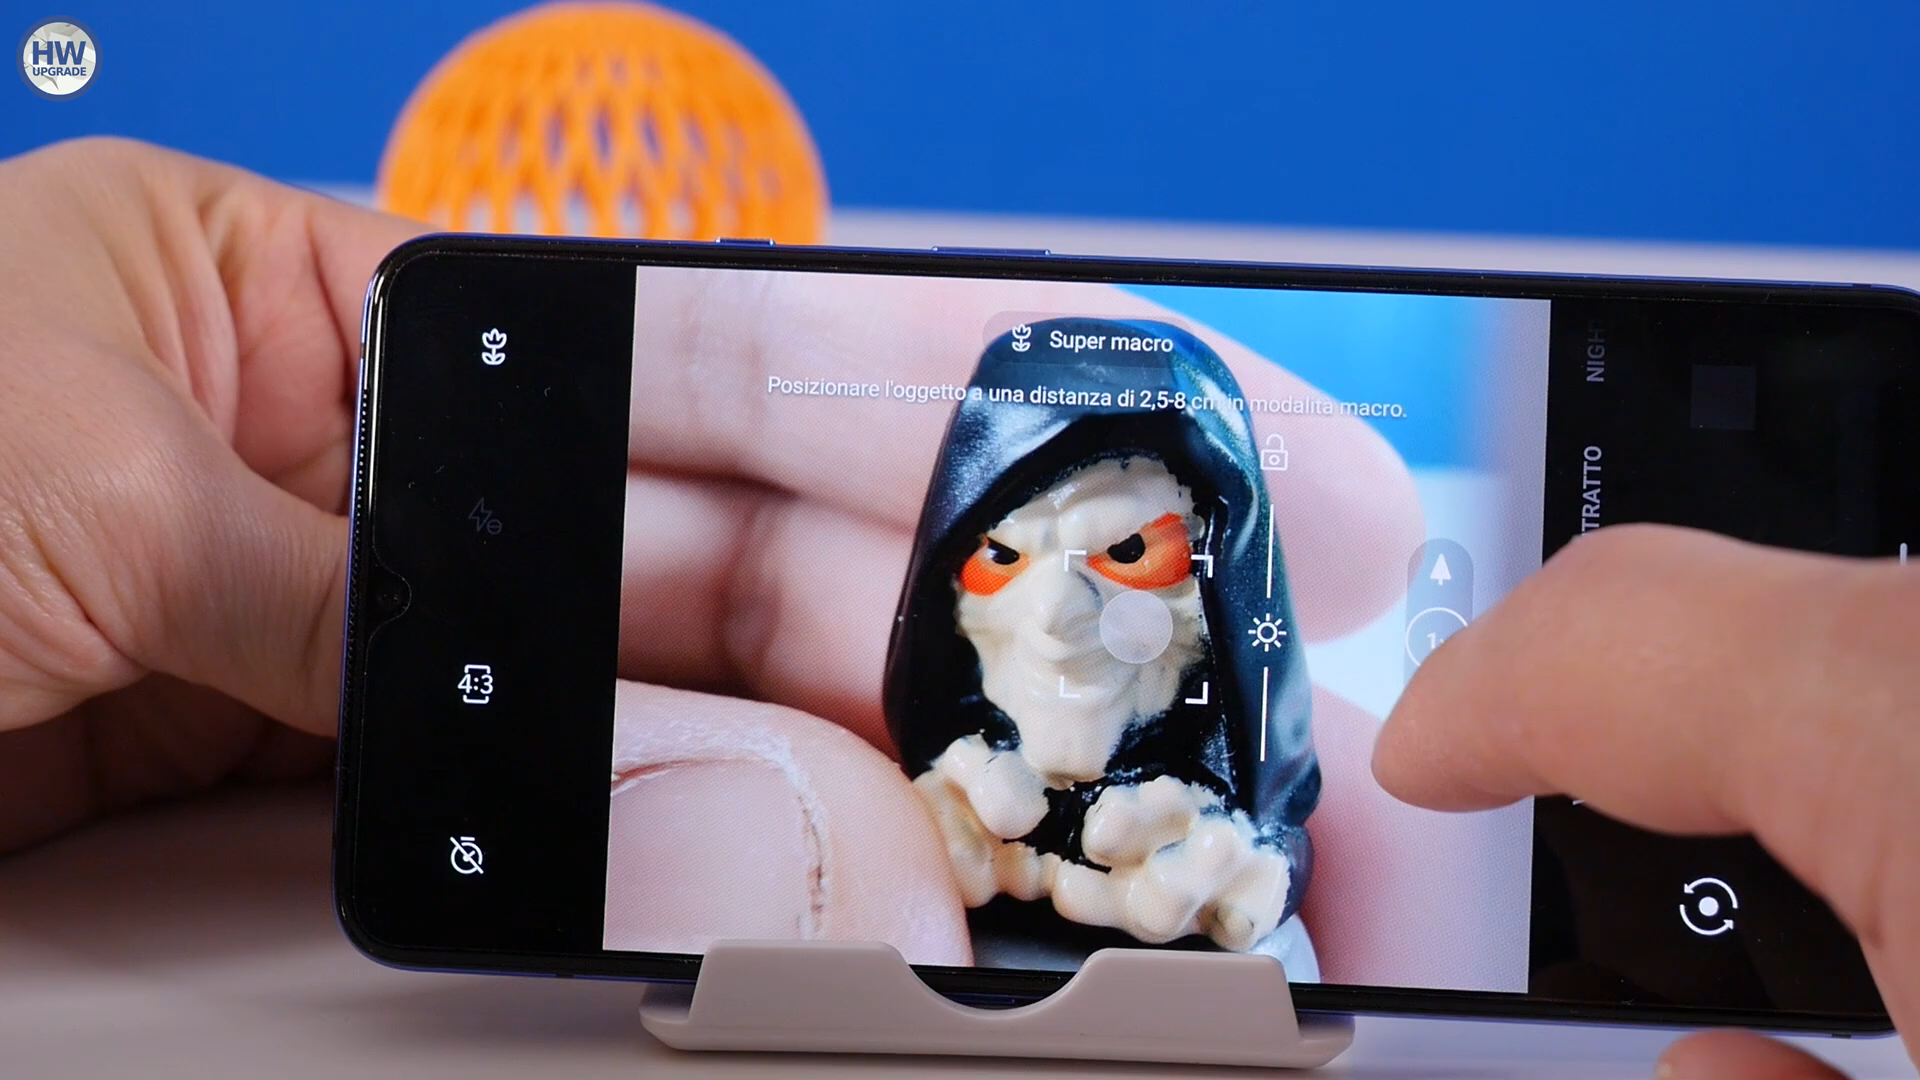 HW
UPGRADE
Super macro
Posizionare l'oggetto a una distanza di 2,5-8 cm in modalità macro.
NIGH
TRATTO
4:3